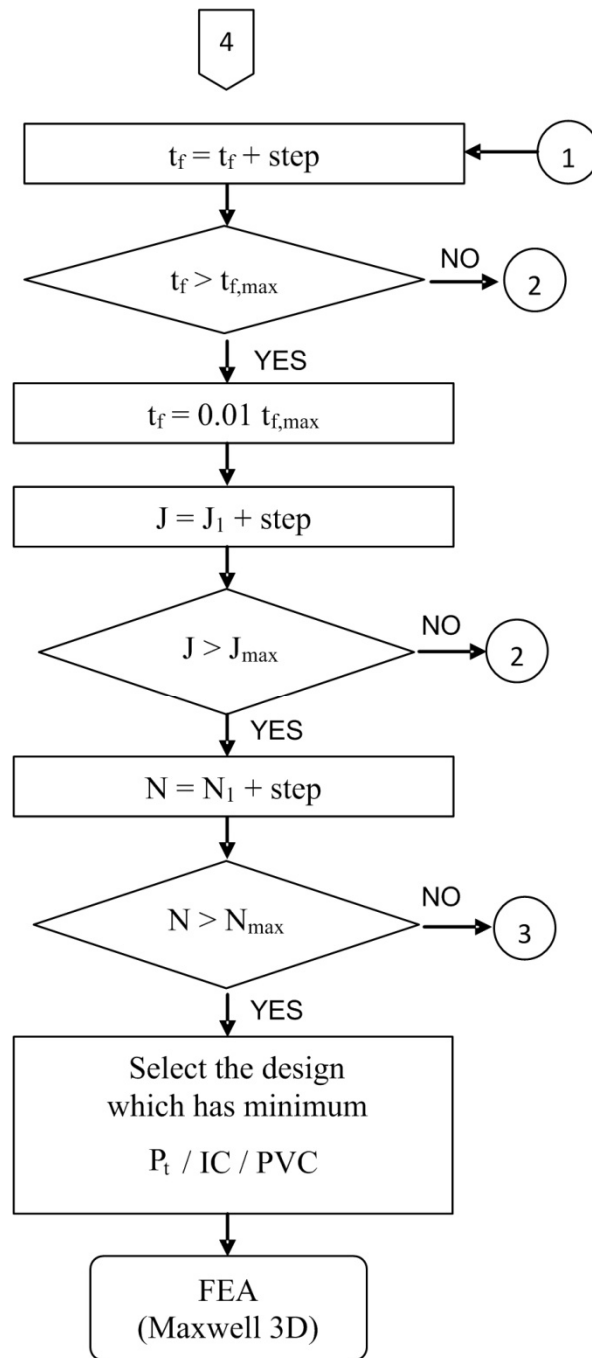 4
t_f = t_f + step
1
t_f > t_f,max
NO
2
YES
t_f = 0.01 t_f,max
J = J_1 + step
J > J_max
NO
2
YES
N = N_1 + step
N > N_max
NO
3
YES
Select the design
which has minimum
P_t / IC / PVC
FEA
(Maxwell 3D)